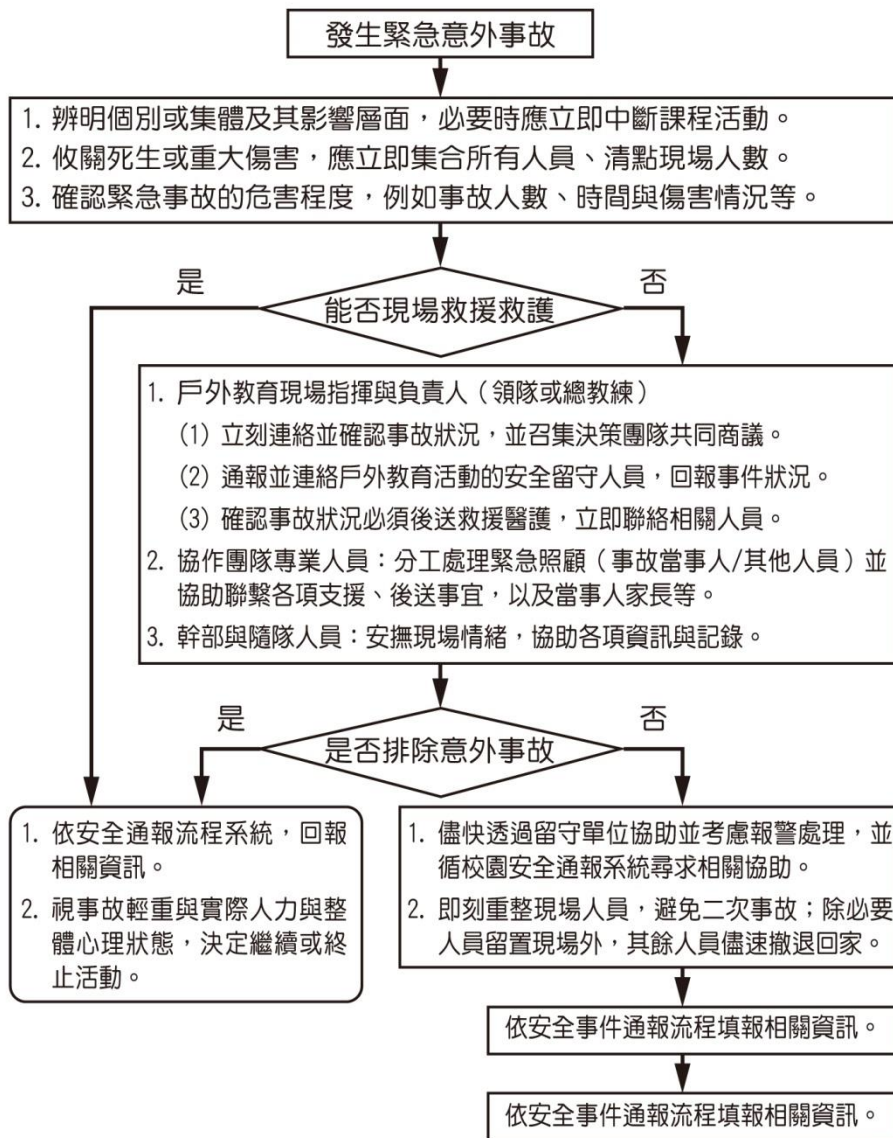 發生緊急意外事故
1. 辨明個別或集體及其影響層面，必要時應立即中斷課程活動。
2. 攸關死生或重大傷害，應立即集合所有人員、清點現場人數。
3. 確認緊急事故的危害程度，例如事故人數、時間與傷害情況等。
是
能否現場救援救護
否
1. 戶外教育現場指揮與負責人（領隊或總教練）
(1) 立刻連絡並確認事故狀況，並召集決策團隊共同商議。
(2) 通報並連絡戶外教育活動的安全留守人員，回報事件狀況。
(3) 確認事故狀況必須後送救援醫護，立即聯絡相關人員。
2. 協作團隊專業人員：分工處理緊急照顧（事故當事人/其他人員）並
協助聯繫各項支援、後送事宜，以及當事人家長等。
3. 幹部與隨隊人員：安撫現場情緒，協助各項資訊與記錄。
是
是否排除意外事故
否
1. 依安全通報流程系統，回報
相關資訊。
2. 視事故輕重與實際人力與整
體心理狀態，決定繼續或終
止活動。
1. 儘快透過留守單位協助並考慮報警處理，並
循校園安全通報系統尋求相關協助。
2. 即刻重整現場人員，避免二次事故；除必要
人員留置現場外，其餘人員儘速撤退回家。
依安全事件通報流程填報相關資訊。
依安全事件通報流程填報相關資訊。